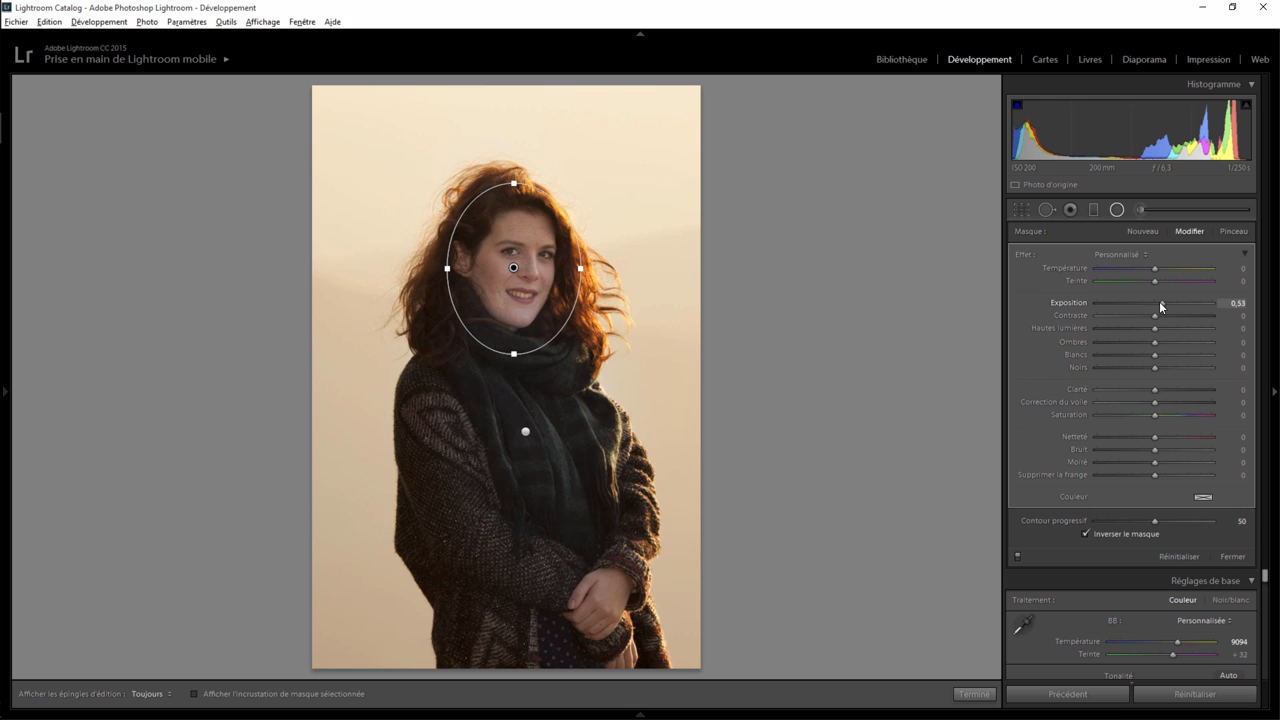 Lightroom Catalog - Adobe Photoshop Lightroom - Développement
Fichier Edition Développement Photo Paramètres Outils Affichage Fenêtre Aide
Lr
Adobe Lightroom CC 2015
Prise en main de Lightroom mobile
Bibliothèque | Développement | Cartes | Livres | Diaporama | Impression | Web
Histogramme
ISO 200 200 mm ƒ / 6,3 1/250 s
Photo d'origine
Masque : Nouveau Modifier Pinceau
Effet : Personnalisé
Température 0
Teinte 0
Exposition 0,53
Contraste 0
Hautes lumières 0
Ombres 0
Blancs 0
Noirs 0
Clarté 0
Correction du voile 0
Saturation 0
Netteté 0
Bruit 0
Moiré 0
Supprimer la frange 0
Couleur
Contour progressif 50
Inverser le masque
Réinitialiser Fermer
Réglages de base
Traitement : Couleur Noir/blanc
BB : Personnalisée
Température 9094
Teinte + 32
Tonalité Auto
Afficher les épingles d'édition : Toujours Afficher l'incrustation de masque sélectionnée Terminé
Précédent Réinitialiser